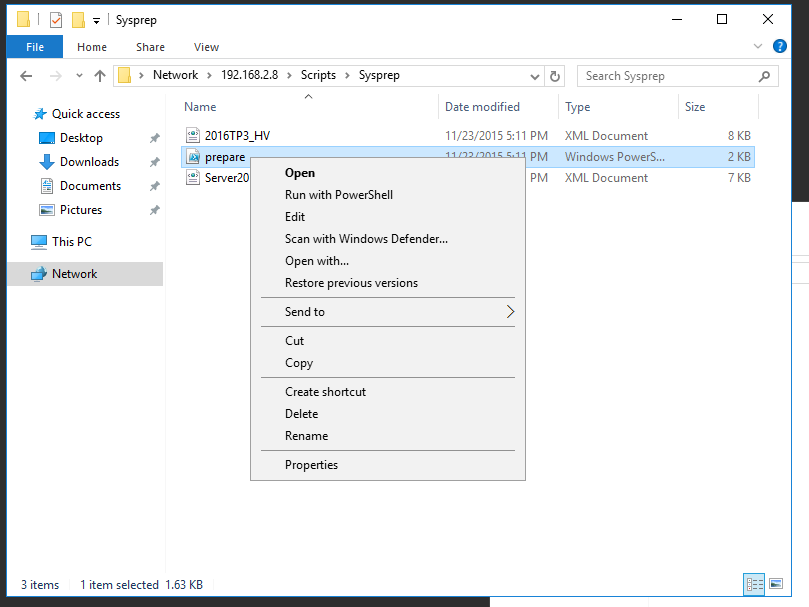 Sysprep
File Home Share View
Network 192.168.2.8 Scripts Sysprep Search Sysprep
Name Date modified Type Size
Quick access
Desktop
Downloads
Documents
Pictures
This PC
Network
2016TP3_HV 11/23/2015 5:11 PM XML Document 8 KB
prepare 11/23/2015 5:11 PM Windows PowerS... 2 KB
Server20 PM XML Document 7 KB
Open
Run with PowerShell
Edit
Scan with Windows Defender...
Open with...
Restore previous versions
Send to
Cut
Copy
Create shortcut
Delete
Rename
Properties
3 items 1 item selected 1.63 KB